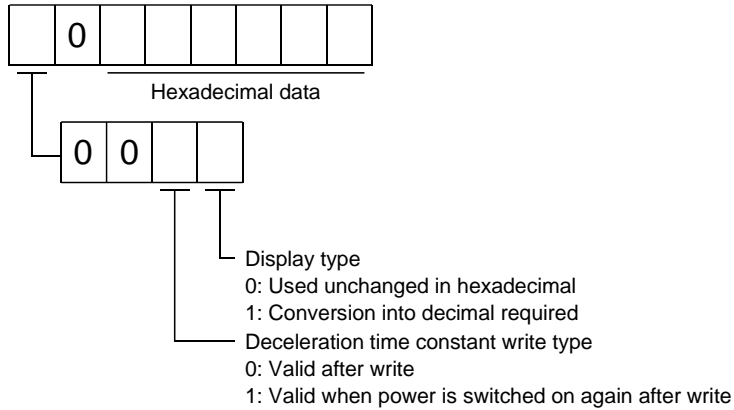 0
Hexadecimal data
0 0
Display type
0: Used unchanged in hexadecimal
1: Conversion into decimal required
Deceleration time constant write type
0: Valid after write
1: Valid when power is switched on again after write